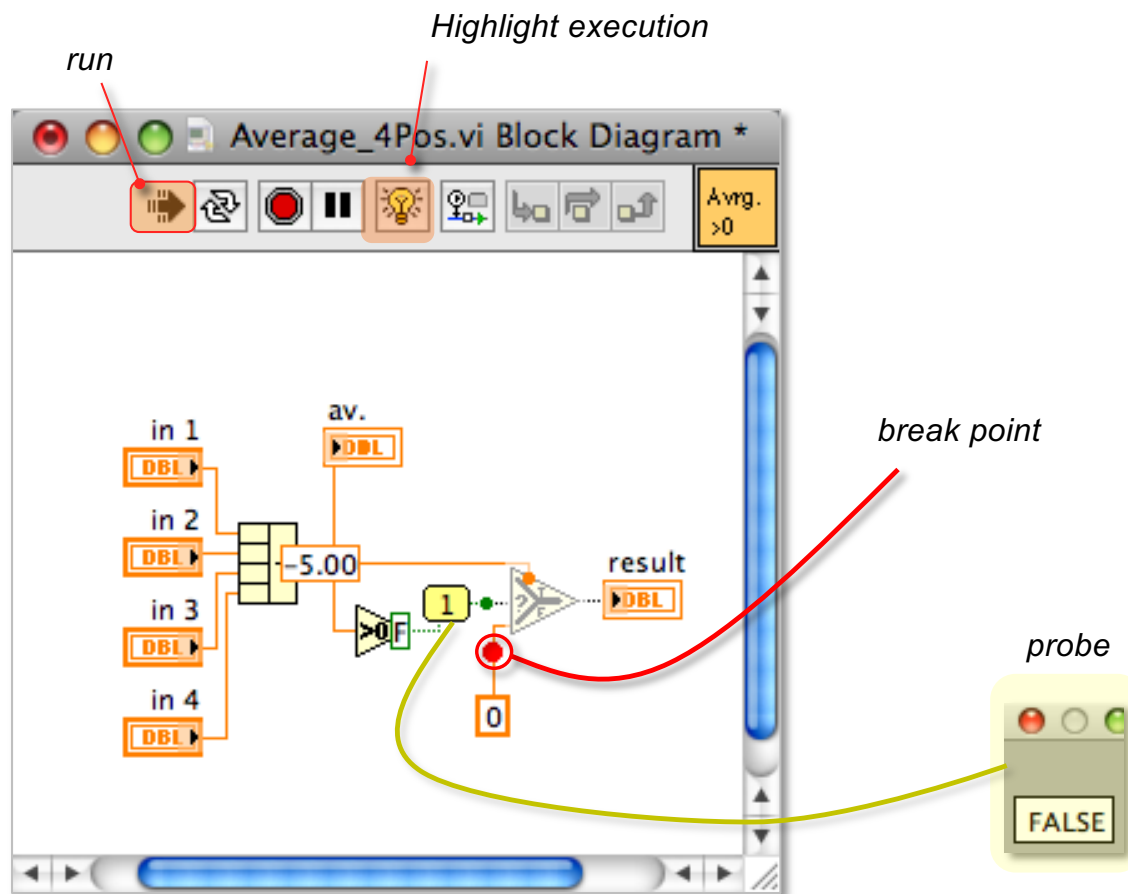 Highlight execution
run
Average_4Pos.vi Block Diagram *
Avrg.
>0
av.
in 1
DBL
DBL
in 2
DBL
-5.00
result
1
DBL
>0 F
in 3
DBL
0
in 4
DBL
break point
probe
FALSE